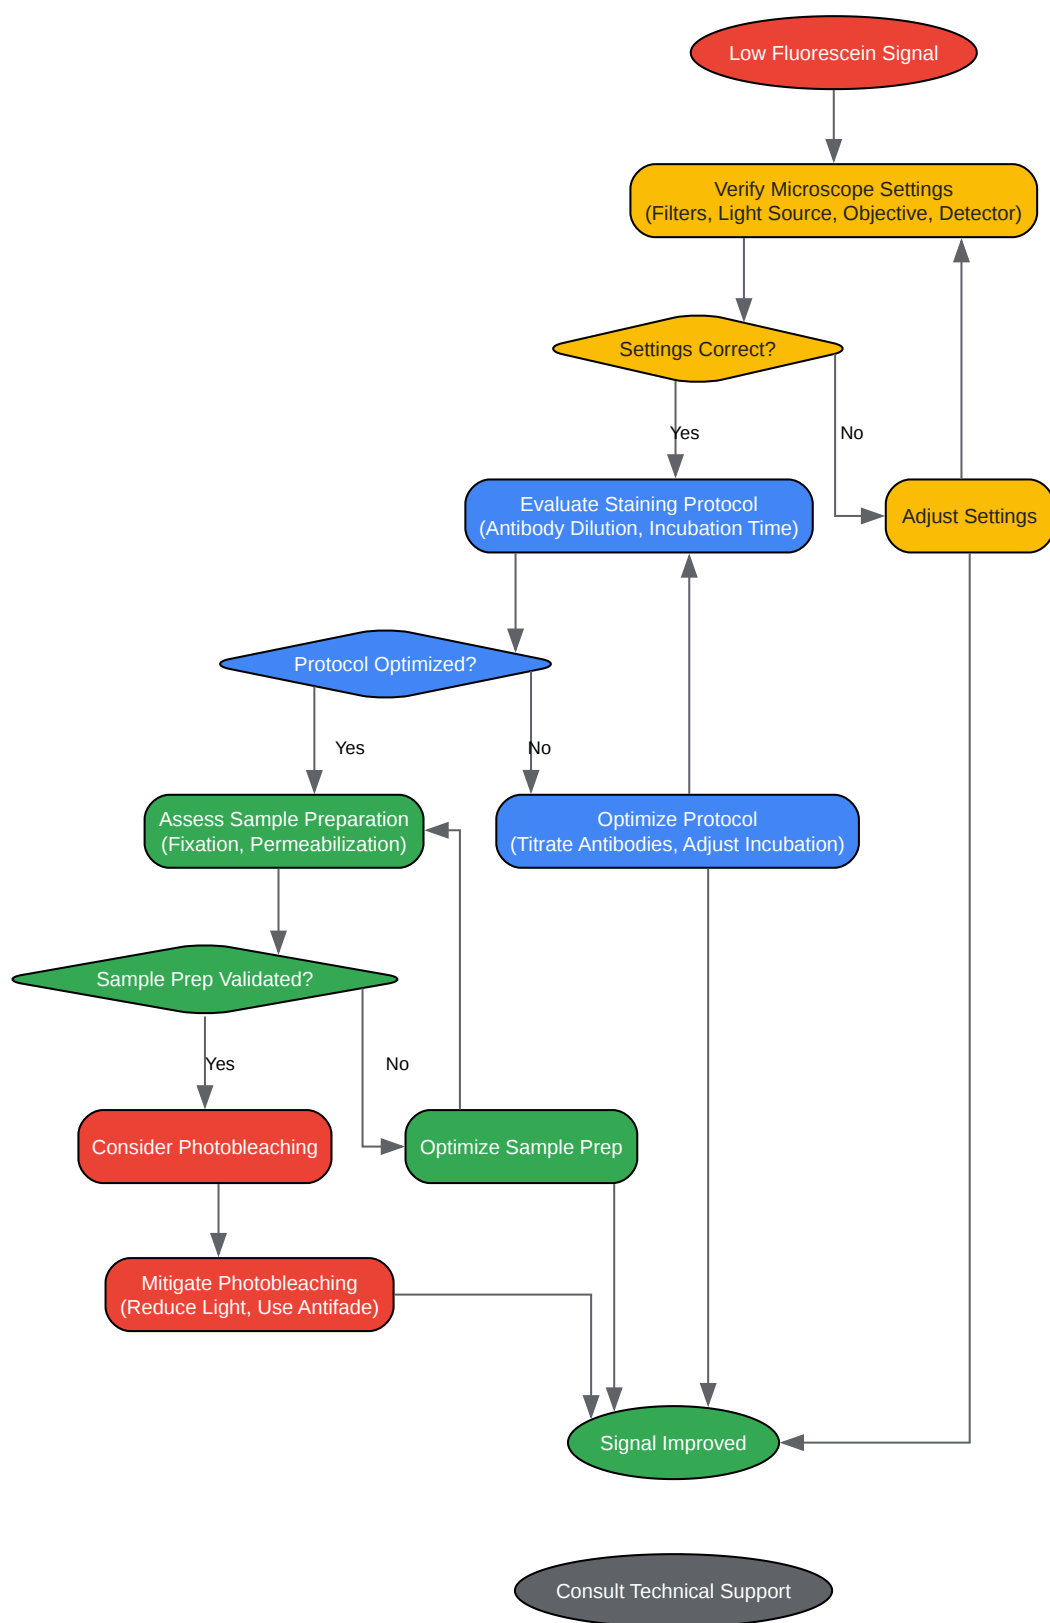 Low Fluorescein Signal
Verify Microscope Settings
(Filters, Light Source, Objective, Detector)
Settings Correct?
Yes
No
Evaluate Staining Protocol
(Antibody Dilution, Incubation Time)
Adjust Settings
Protocol Optimized?
Yes
No
Assess Sample Preparation
(Fixation, Permeabilization)
Optimize Protocol
(Titrate Antibodies, Adjust Incubation)
Sample Prep Validated?
Yes
No
Consider Photobleaching
Optimize Sample Prep
Mitigate Photobleaching
(Reduce Light, Use Antifade)
Signal Improved
Consult Technical Support